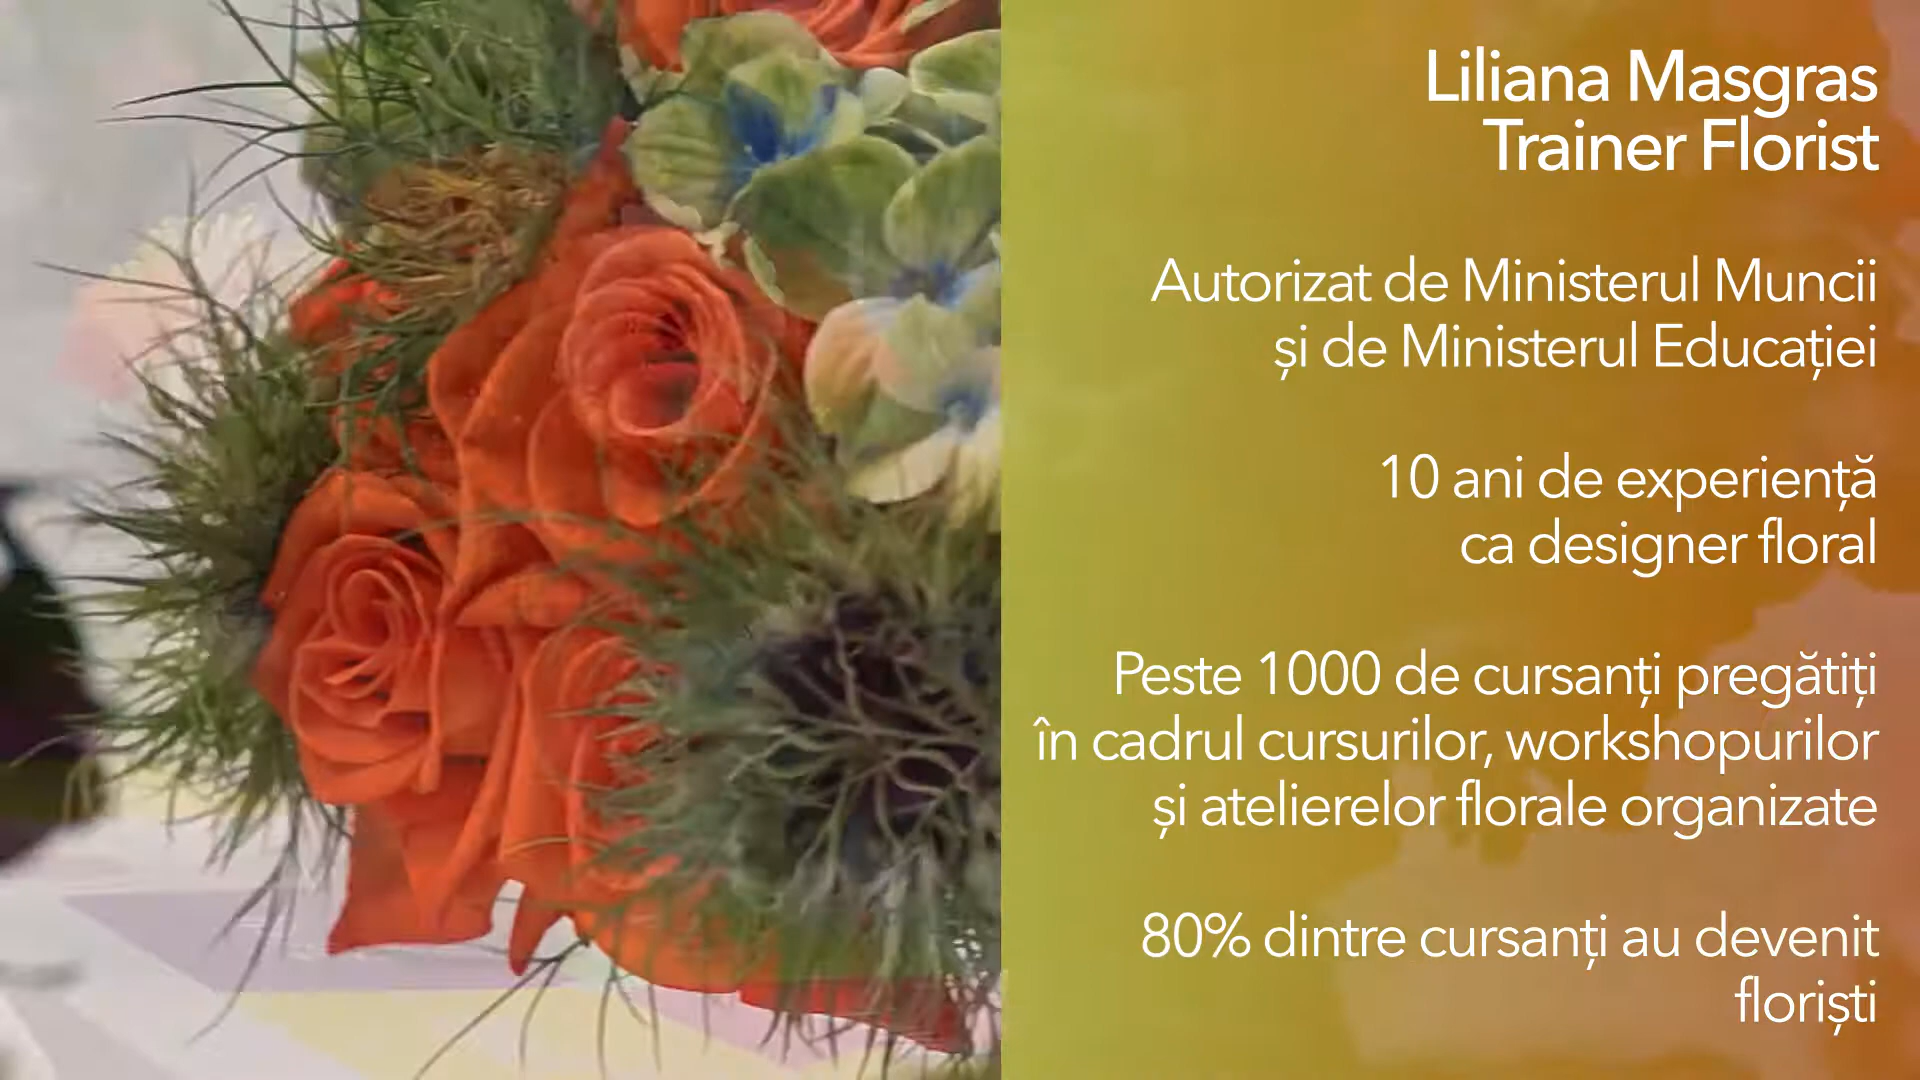 Liliana Masgras
Trainer Florist
Autorizat de Ministerul Muncii
și de Ministerul Educației
10 ani de experiență
ca designer floral
Peste 1000 de cursanți pregătiți
în cadrul cursurilor, workshopurilor
și atelierelor florale organizate
80% dintre cursanți au devenit
floriști